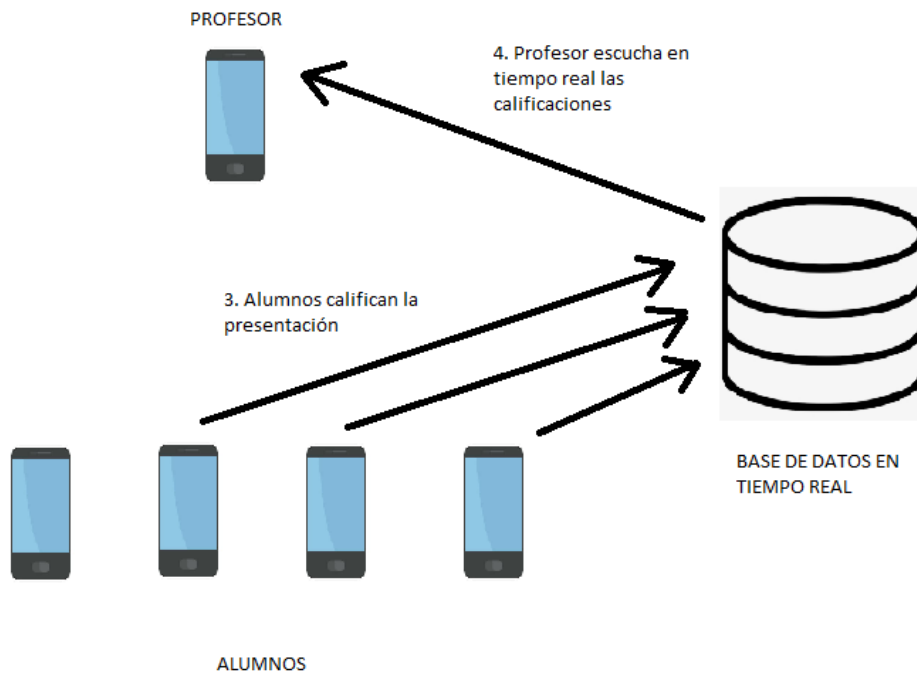 PROFESOR
4. Profesor escucha en
tiempo real las
calificaciones
3. Alumnos califican la
presentación
BASE DE DATOS EN
TIEMPO REAL
ALUMNOS